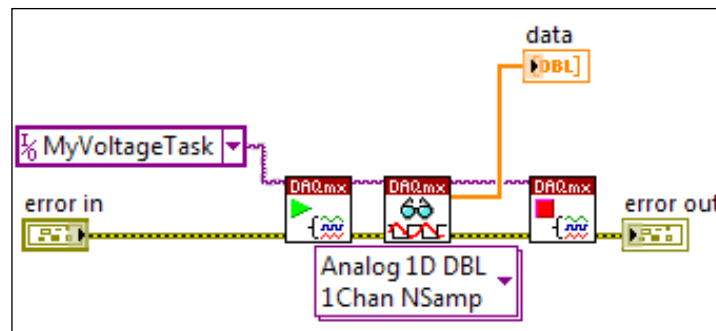 data
DBL]
I/O MyVoltageTask
DAQmx DAQmx DAQmx
error in
error out
Analog 1D DBL
1Chan NSamp